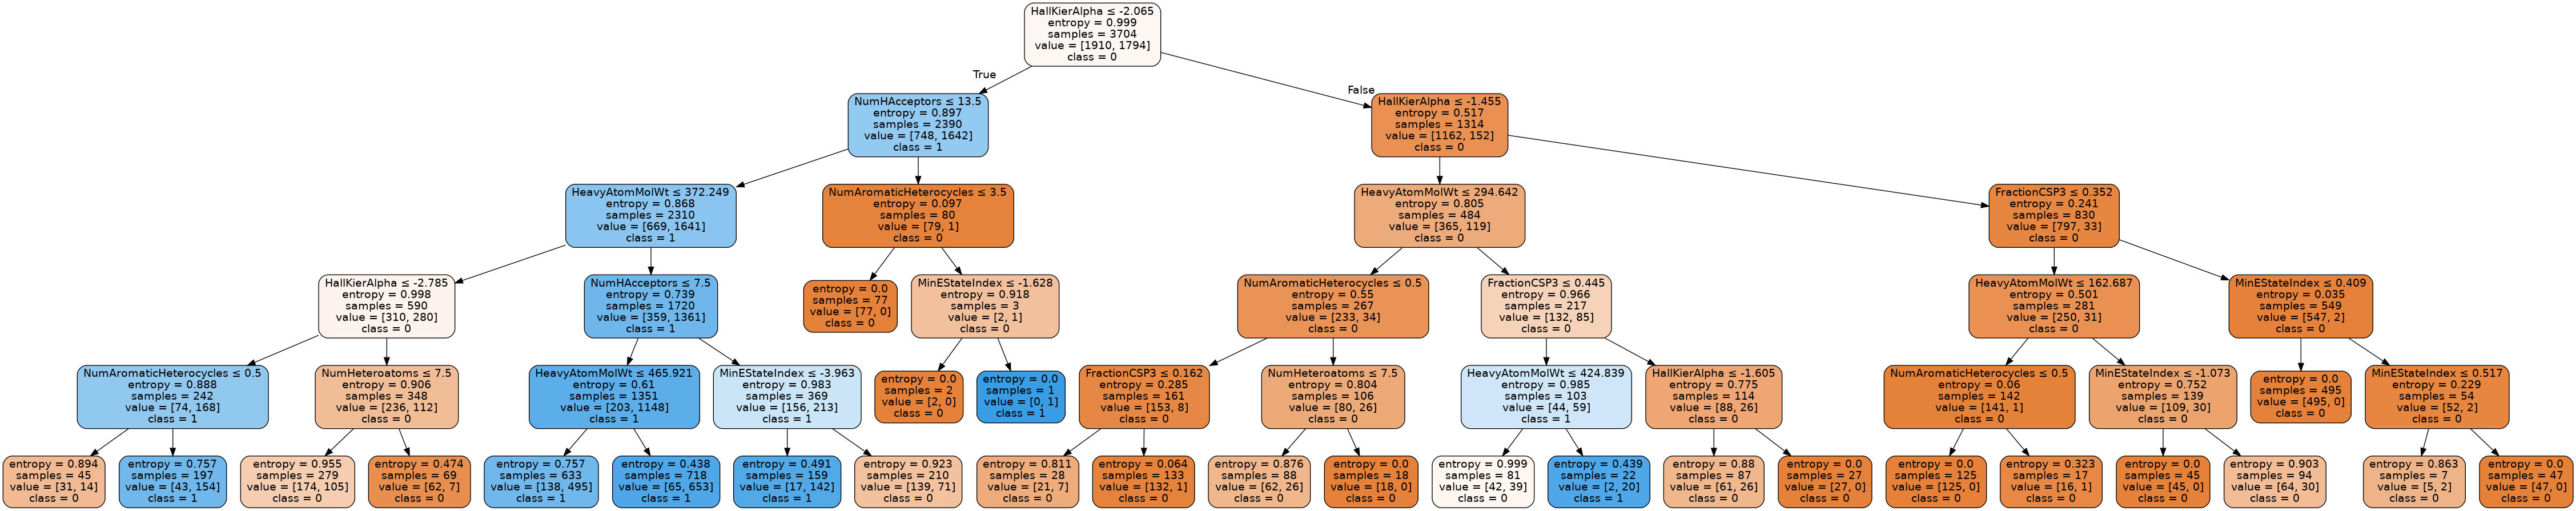 HallKierAlpha ≤ -2.065
entropy = 0.999
samples = 3704
value = [1910, 1794]
class = 0
True
False
NumHAcceptors ≤ 13.5
entropy = 0.897
samples = 2390
value = [748, 1642]
class = 1
HallKierAlpha ≤ -1.455
entropy = 0.517
samples = 1314
value = [1162, 152]
class = 0
HeavyAtomMolWt ≤ 372.249
entropy = 0.868
samples = 2310
value = [669, 1641]
class = 1
NumAromaticHeterocycles ≤ 3.5
entropy = 0.097
samples = 80
value = [79, 1]
class = 0
HeavyAtomMolWt ≤ 294.642
entropy = 0.805
samples = 484
value = [365, 119]
class = 0
FractionCSP3 ≤ 0.352
entropy = 0.241
samples = 830
value = [797, 33]
class = 0
HallKierAlpha ≤ -2.785
entropy = 0.998
samples = 590
value = [310, 280]
class = 0
NumHAcceptors ≤ 7.5
entropy = 0.739
samples = 1720
value = [359, 1361]
class = 1
entropy = 0.0
samples = 77
value = [77, 0]
class = 0
MinEStateIndex ≤ -1.628
entropy = 0.918
samples = 3
value = [2, 1]
class = 0
NumAromaticHeterocycles ≤ 0.5
entropy = 0.55
samples = 267
value = [233, 34]
class = 0
FractionCSP3 ≤ 0.445
entropy = 0.966
samples = 217
value = [132, 85]
class = 0
HeavyAtomMolWt ≤ 162.687
entropy = 0.501
samples = 281
value = [250, 31]
class = 0
MinEStateIndex ≤ 0.409
entropy = 0.035
samples = 549
value = [547, 2]
class = 0
NumAromaticHeterocycles ≤ 0.5
entropy = 0.888
samples = 242
value = [74, 168]
class = 1
NumHeteroatoms ≤ 7.5
entropy = 0.906
samples = 348
value = [236, 112]
class = 0
HeavyAtomMolWt ≤ 465.921
entropy = 0.61
samples = 1351
value = [203, 1148]
class = 1
MinEStateIndex ≤ -3.963
entropy = 0.983
samples = 369
value = [156, 213]
class = 1
entropy = 0.0
samples = 2
value = [2, 0]
class = 0
entropy = 0.0
samples = 1
value = [0, 1]
class = 1
FractionCSP3 ≤ 0.162
entropy = 0.285
samples = 161
value = [153, 8]
class = 0
NumHeteroatoms ≤ 7.5
entropy = 0.804
samples = 106
value = [80, 26]
class = 0
HeavyAtomMolWt ≤ 424.839
entropy = 0.985
samples = 103
value = [44, 59]
class = 1
HallKierAlpha ≤ -1.605
entropy = 0.775
samples = 114
value = [88, 26]
class = 0
NumAromaticHeterocycles ≤ 0.5
entropy = 0.06
samples = 142
value = [141, 1]
class = 0
MinEStateIndex ≤ -1.073
entropy = 0.752
samples = 139
value = [109, 30]
class = 0
entropy = 0.0
samples = 495
value = [495, 0]
class = 0
MinEStateIndex ≤ 0.517
entropy = 0.229
samples = 54
value = [52, 2]
class = 0
entropy = 0.894
samples = 45
value = [31, 14]
class = 0
entropy = 0.757
samples = 197
value = [43, 154]
class = 1
entropy = 0.955
samples = 279
value = [174, 105]
class = 0
entropy = 0.474
samples = 69
value = [62, 7]
class = 0
entropy = 0.757
samples = 633
value = [138, 495]
class = 1
entropy = 0.438
samples = 718
value = [65, 653]
class = 1
entropy = 0.491
samples = 159
value = [17, 142]
class = 1
entropy = 0.923
samples = 210
value = [139, 71]
class = 0
entropy = 0.811
samples = 28
value = [21, 7]
class = 0
entropy = 0.064
samples = 133
value = [132, 1]
class = 0
entropy = 0.876
samples = 88
value = [62, 26]
class = 0
entropy = 0.0
samples = 18
value = [18, 0]
class = 0
entropy = 0.999
samples = 81
value = [42, 39]
class = 0
entropy = 0.439
samples = 22
value = [2, 20]
class = 1
entropy = 0.88
samples = 87
value = [61, 26]
class = 0
entropy = 0.0
samples = 27
value = [27, 0]
class = 0
entropy = 0.0
samples = 125
value = [125, 0]
class = 0
entropy = 0.323
samples = 17
value = [16, 1]
class = 0
entropy = 0.0
samples = 45
value = [45, 0]
class = 0
entropy = 0.903
samples = 94
value = [64, 30]
class = 0
entropy = 0.863
samples = 7
value = [5, 2]
class = 0
entropy = 0.0
samples = 47
value = [47, 0]
class = 0